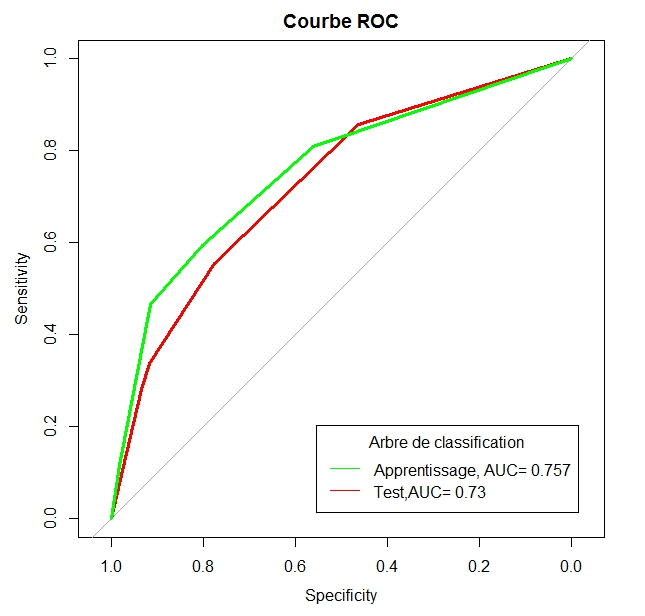 Courbe ROC
Sensitivity
1.0
0.8
0.6
0.4
0.2
0.0
Arbre de classification
Apprentissage, AUC= 0.757
Test,AUC= 0.73
1.0 0.8 0.6 0.4 0.2 0.0
Specificity